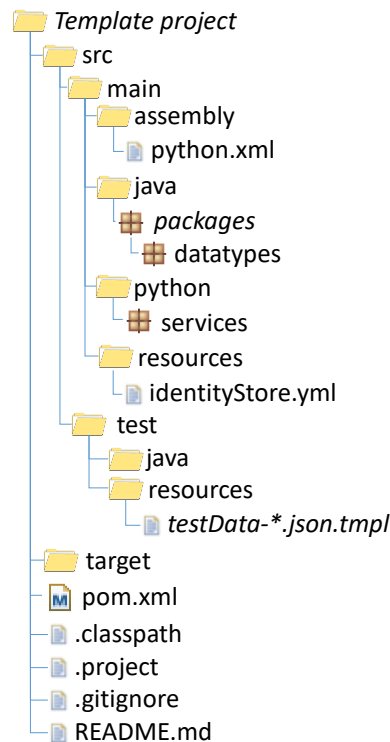 Template project
src
main
assembly
python.xml
java
packages
datatypes
python
services
resources
identityStore.yml
test
java
resources
testData-*.json.tmpl
target
pom.xml
.classpath
.project
.gitignore
README.md